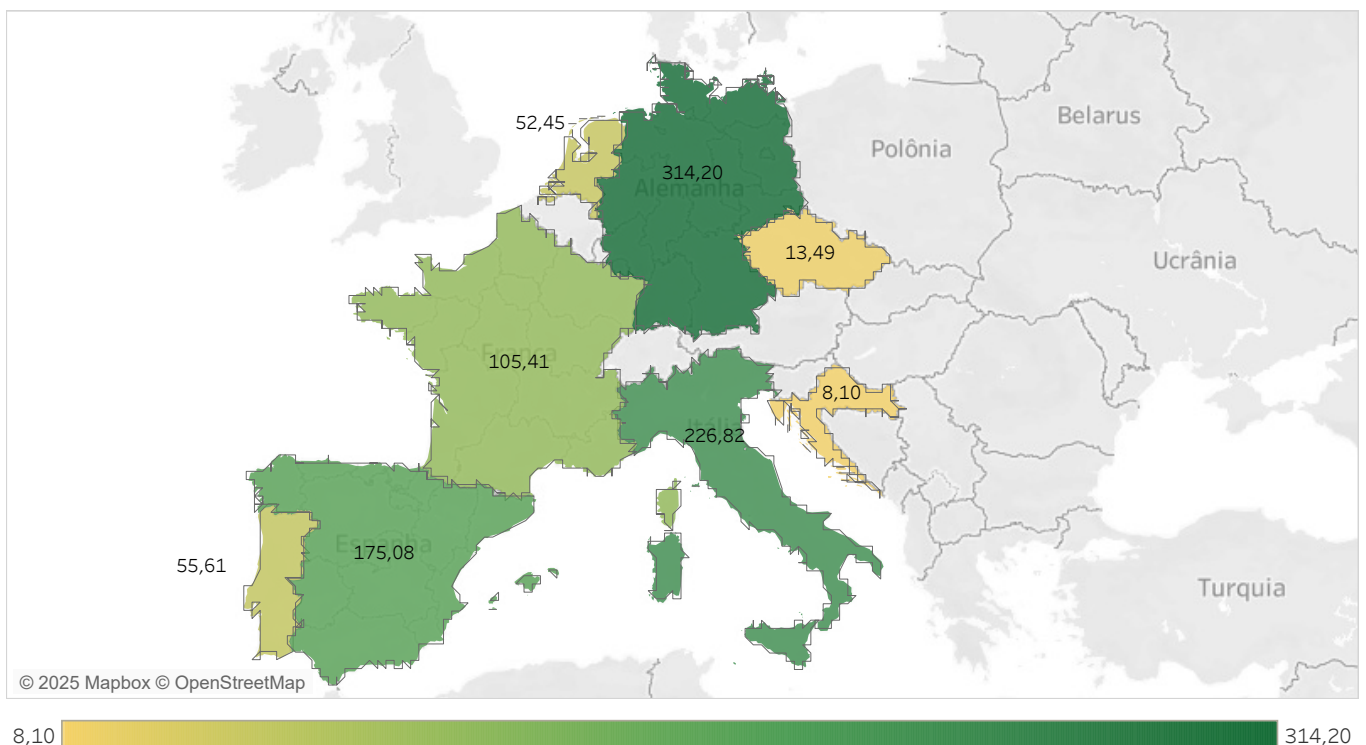 Belarus
52,45
Polônia
314,20
Alemanha
13,49
Ucrânia
França
105,41
8,10
Itália
226,82
Espanha
175,08
55,61
Turquia
© 2025 Mapbox © OpenStreetMap
8,10
314,20